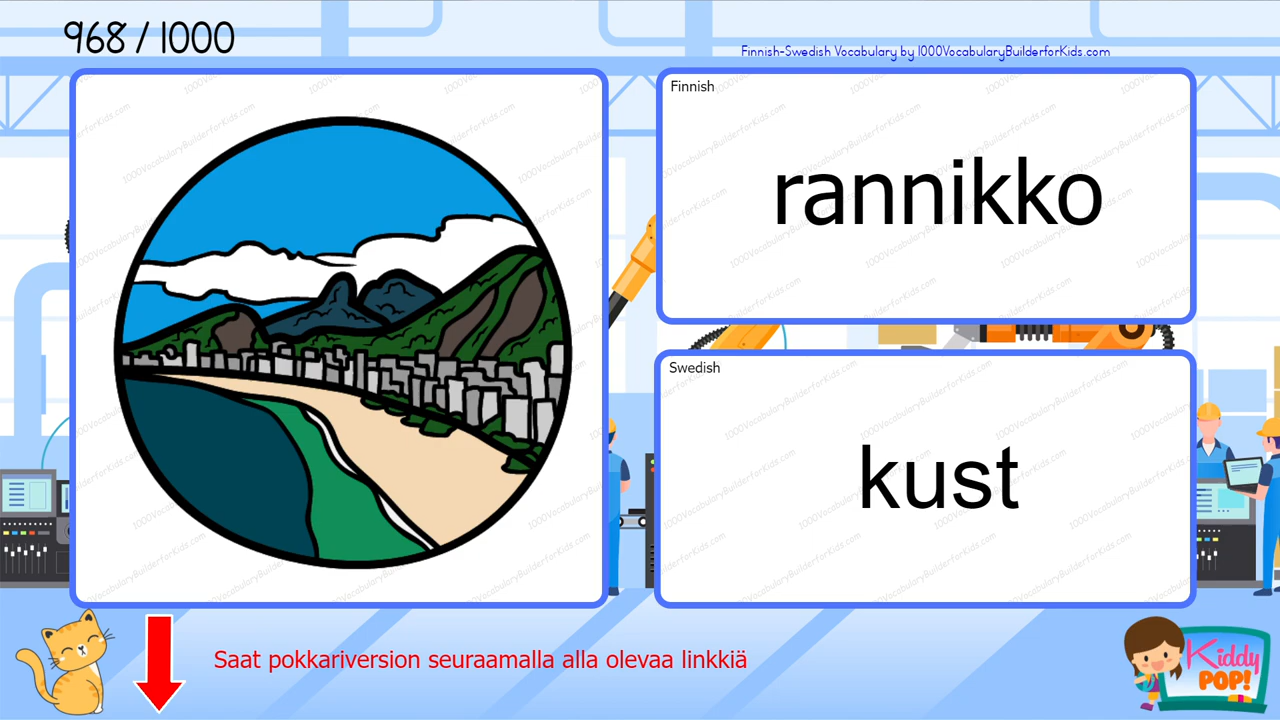 968 / 1000
Finnish-Swedish Vocabulary by 1000VocabularyBuilderforKids.com
Finnish
rannikko
Swedish
kust
Saat pokkariversion seuraamalla alla olevaa linkkiä
Kiddy
POP!